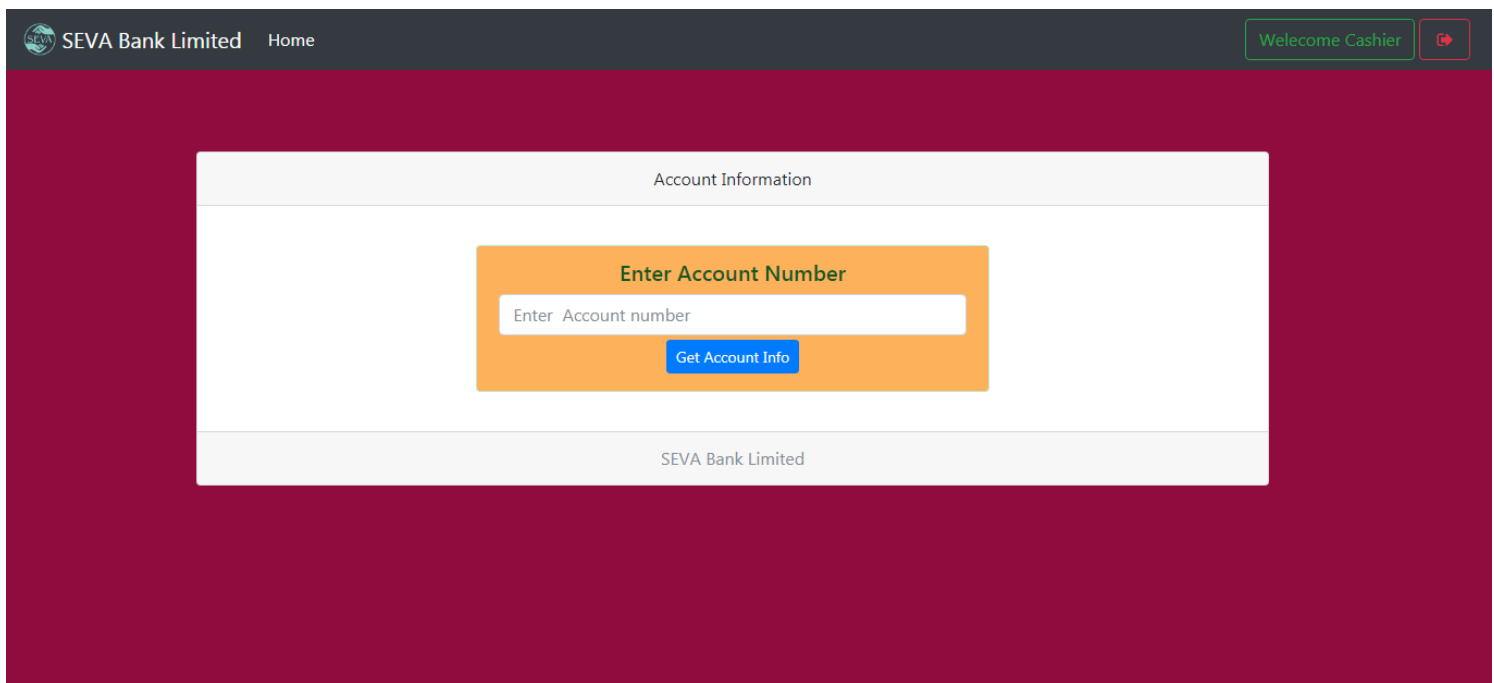 SEVA
SEVA Bank Limited Home Welecome Cashier
Account Information
Enter Account Number
Enter Account number
Get Account Info
SEVA Bank Limited